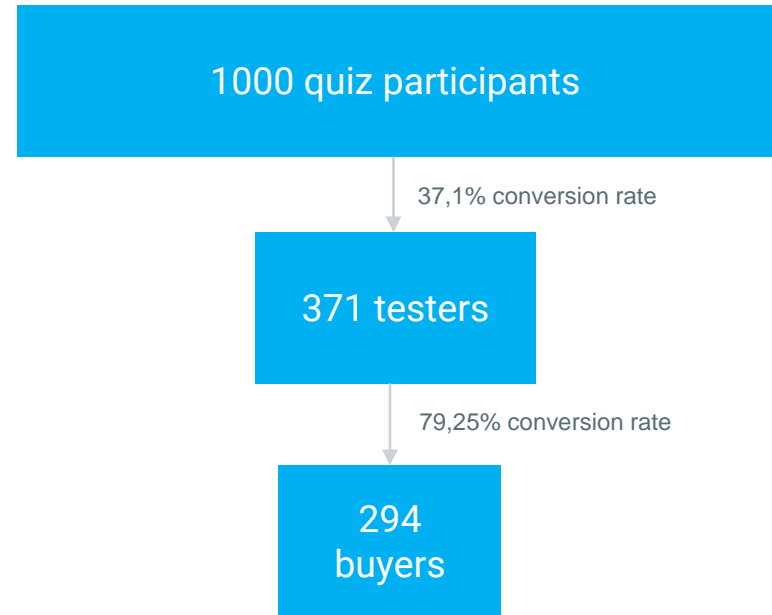 1000 quiz participants
37,1% conversion rate
371 testers
79,25% conversion rate
294
buyers